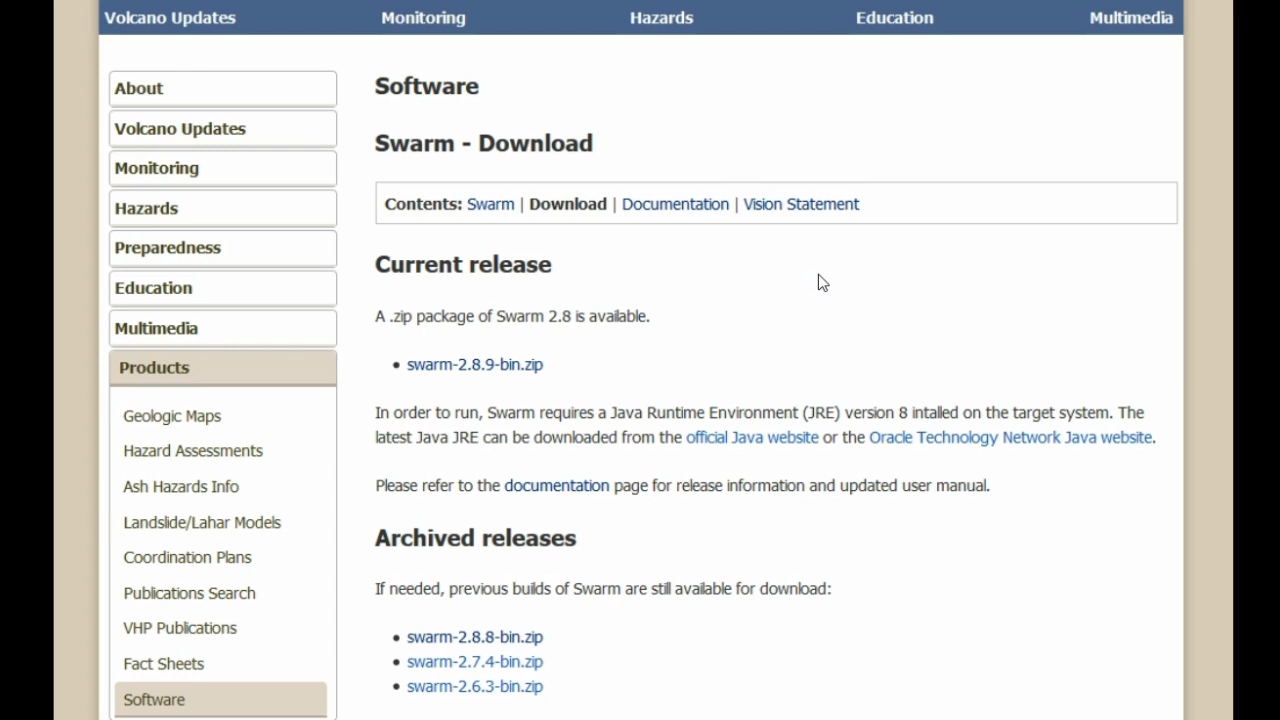 Volcano Updates Monitoring Hazards Education Multimedia
About
Volcano Updates
Monitoring
Hazards
Preparedness
Education
Multimedia
Products
Geologic Maps
Hazard Assessments
Ash Hazards Info
Landslide/Lahar Models
Coordination Plans
Publications Search
VHP Publications
Fact Sheets
Software
Software
Swarm - Download
Contents: Swarm | Download | Documentation | Vision Statement
Current release
A .zip package of Swarm 2.8 is available.
• swarm-2.8.9-bin.zip
In order to run, Swarm requires a Java Runtime Environment (JRE) version 8 intalled on the target system. The
latest Java JRE can be downloaded from the official Java website or the Oracle Technology Network Java website.
Please refer to the documentation page for release information and updated user manual.
Archived releases
If needed, previous builds of Swarm are still available for download:
• swarm-2.8.8-bin.zip
• swarm-2.7.4-bin.zip
• swarm-2.6.3-bin.zip